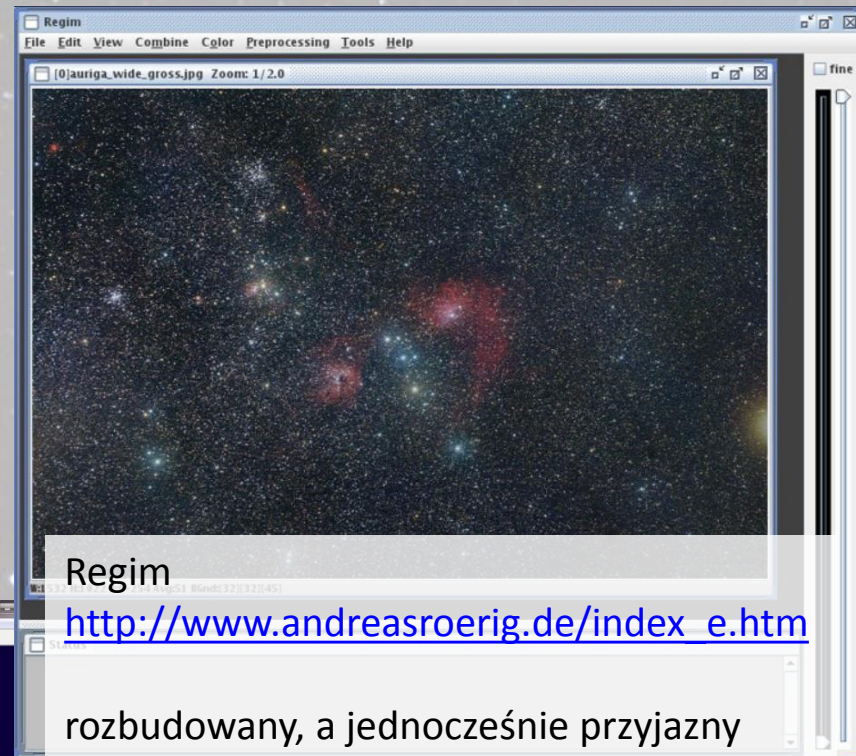 Regim
File Edit View Combine Color Preprocessing Tools Help
[0]auriga_wide_gross.jpg Zoom: 1/2.0
fine
Regim
http://www.andreasroerig.de/index_e.htm
Status
rozbudowany, a jednocześnie przyjazny